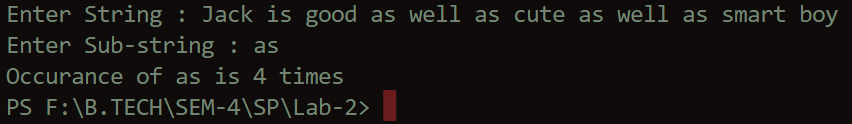 Enter String : Jack is good as well as cute as well as smart boy
Enter Sub-string : as
Occurance of as is 4 times
PS F:\B.TECH\SEM-4\SP\Lab-2>